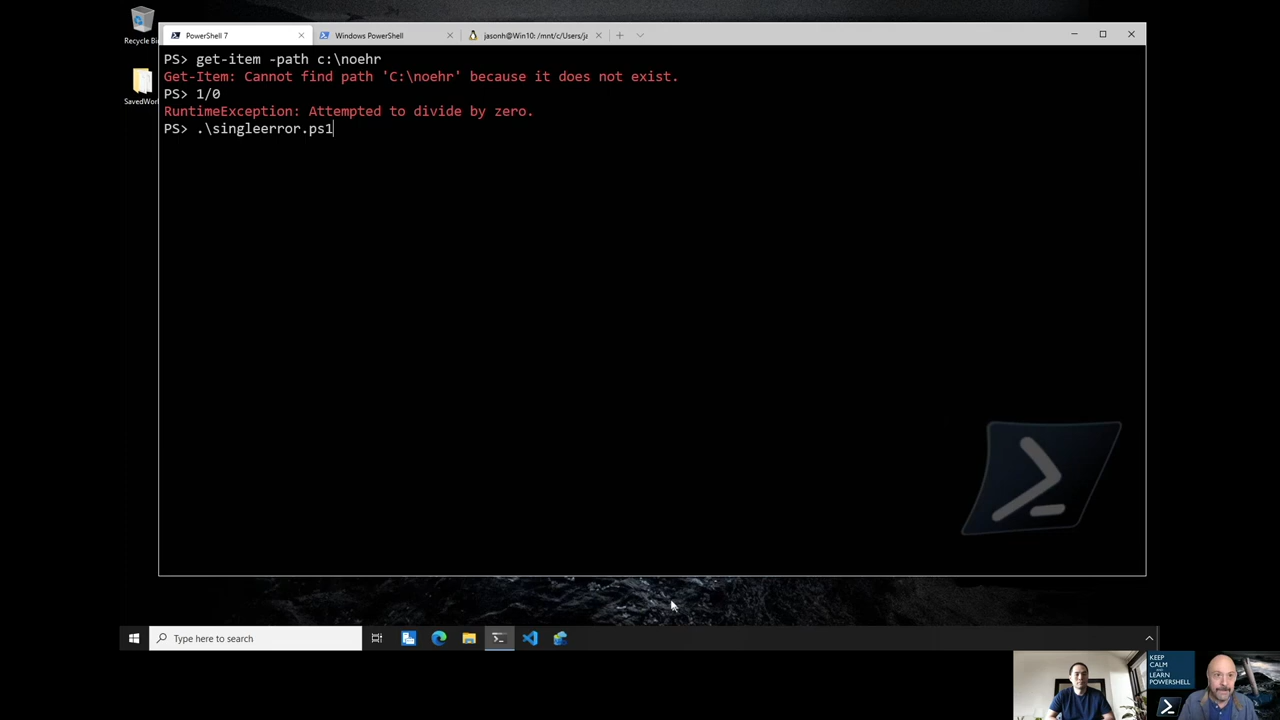 Recycle Bi
SavedWor
PowerShell 7
Windows PowerShell
jasonh@Win10: /mnt/c/Users/ja
PS> get-item -path c:\noehr
Get-Item: Cannot find path 'C:\noehr' because it does not exist.
PS> 1/0
RuntimeException: Attempted to divide by zero.
PS> .\singleerror.ps1
Type here to search
KEEP
CALM
AND
LEARN
POWERSHELL